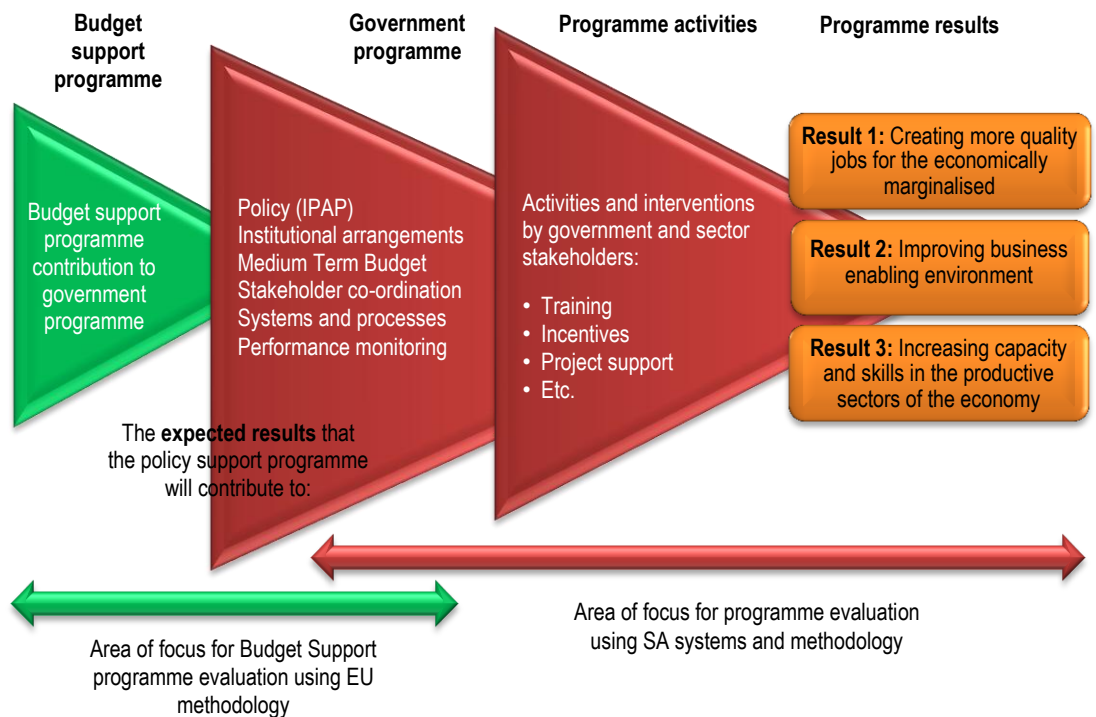 Budget
support
programme
Government
programme
Programme activities
Programme results
Budget support
programme
contribution to
government
programme
Policy (IPAP)
Institutional arrangements
Medium Term Budget
Stakeholder co-ordination
Systems and processes
Performance monitoring
Activities and interventions
by government and sector
stakeholders:
• Training
• Incentives
• Project support
• Etc.
Result 1: Creating more quality
jobs for the economically
marginalised
Result 2: Improving business
enabling environment
Result 3: Increasing capacity
and skills in the productive
sectors of the economy
The expected results that
the policy support programme
will contribute to:
Area of focus for Budget Support
programme evaluation using EU
methodology
Area of focus for programme evaluation
using SA systems and methodology